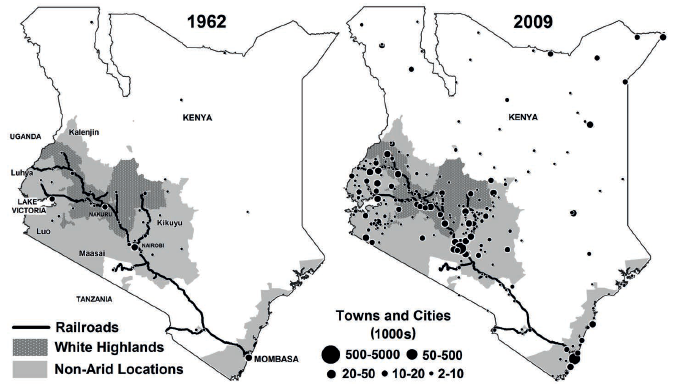 1962
2009
KENYA
KENYA
UGANDA
Kalenjin
Luhya
LAKE
VICTORIA
NAKURU
Luo
Kikuyu
NAIROBI
Maasai
TANZANIA
MOMBASA
Railroads
White Highlands
Non-Arid Locations
Towns and Cities
(1000s)
500-5000 50-500
20-50 10-20 2-10